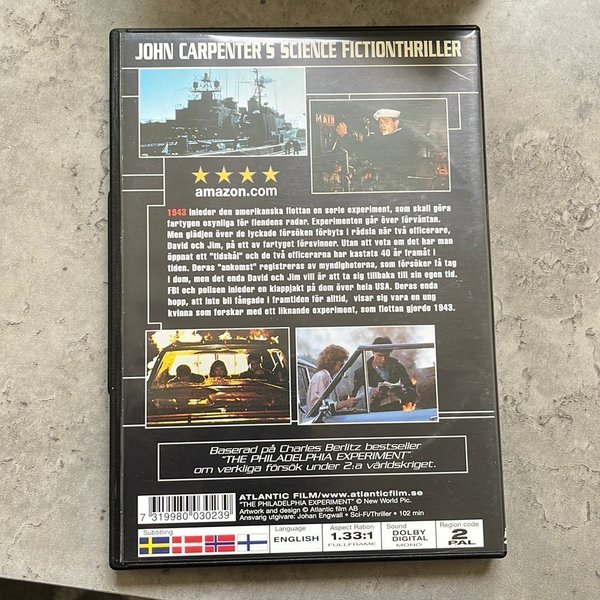 JOHN CARPENTER'S SCIENCE FICTIONTHRILLER
MAIN
amazon.com
1943 inleder den amerikanska flottan en serie experiment, som skall göra
fartygen osynliga för fiendens radar. Experimenten går över förväntan.
Men glädjen över de lyckade försöken förbyts i rädsla när två officerare,
David och Jim, på ett av fartyget försvinner. Utan att veta om det har man
öppnat ett "tidshål" och de två officerarna har kastats 40 år framåt i
tiden. Deras "ankomst" registreras av myndigheterna, som försöker få tag
i dom, men det enda David och Jim vill är att ta sig tillbaka till sin egen tid.
FBI och polisen inleder en klappjakt på dom över hela USA. Deras enda
hopp, att inte bli fångade i framtiden för alltid, visar sig vara en ung
kvinna som forskar med ett liknande experiment, som flottan gjorde 1943.
Baserad på Charles Berlitz bestseller
"THE PHILADELPHIA EXPERIMENT"
om verkliga försök under 2:a världskriget.
7 319980 030239
ATLANTIC FILM/www.atlanticfilm.se
"THE PHILADELPHIA EXPERIMENT" © New World Pic.
Artwork and design © Atlantic film AB
Ansvarig utgivare: Johan Engwall • Sci-Fi/Thriller • 102 min
Subtitling
Language
ENGLISH
Aspect Ration
1.33:1
FULLFRAME
Sound
DOLBY
DIGITAL
MONO
Region code
2
PAL